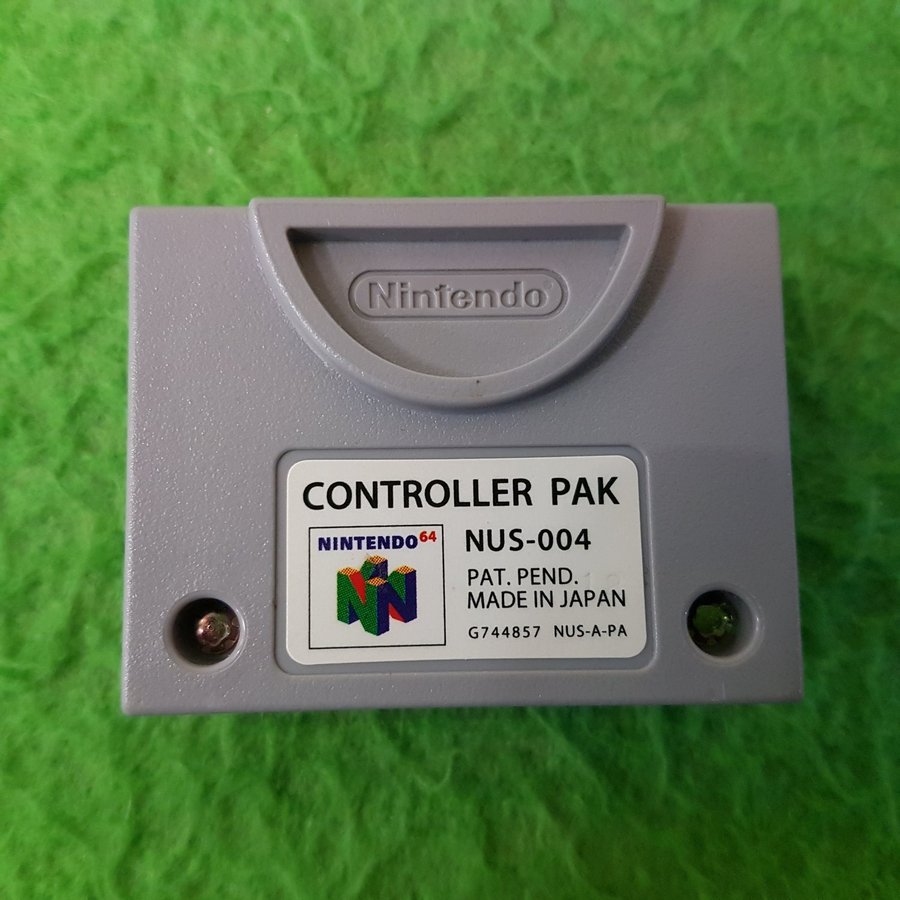 Nintendo®
CONTROLLER PAK
NINTENDO64
NUS-004
PAT. PEND.
MADE IN JAPAN
G744857 NUS-A-PA